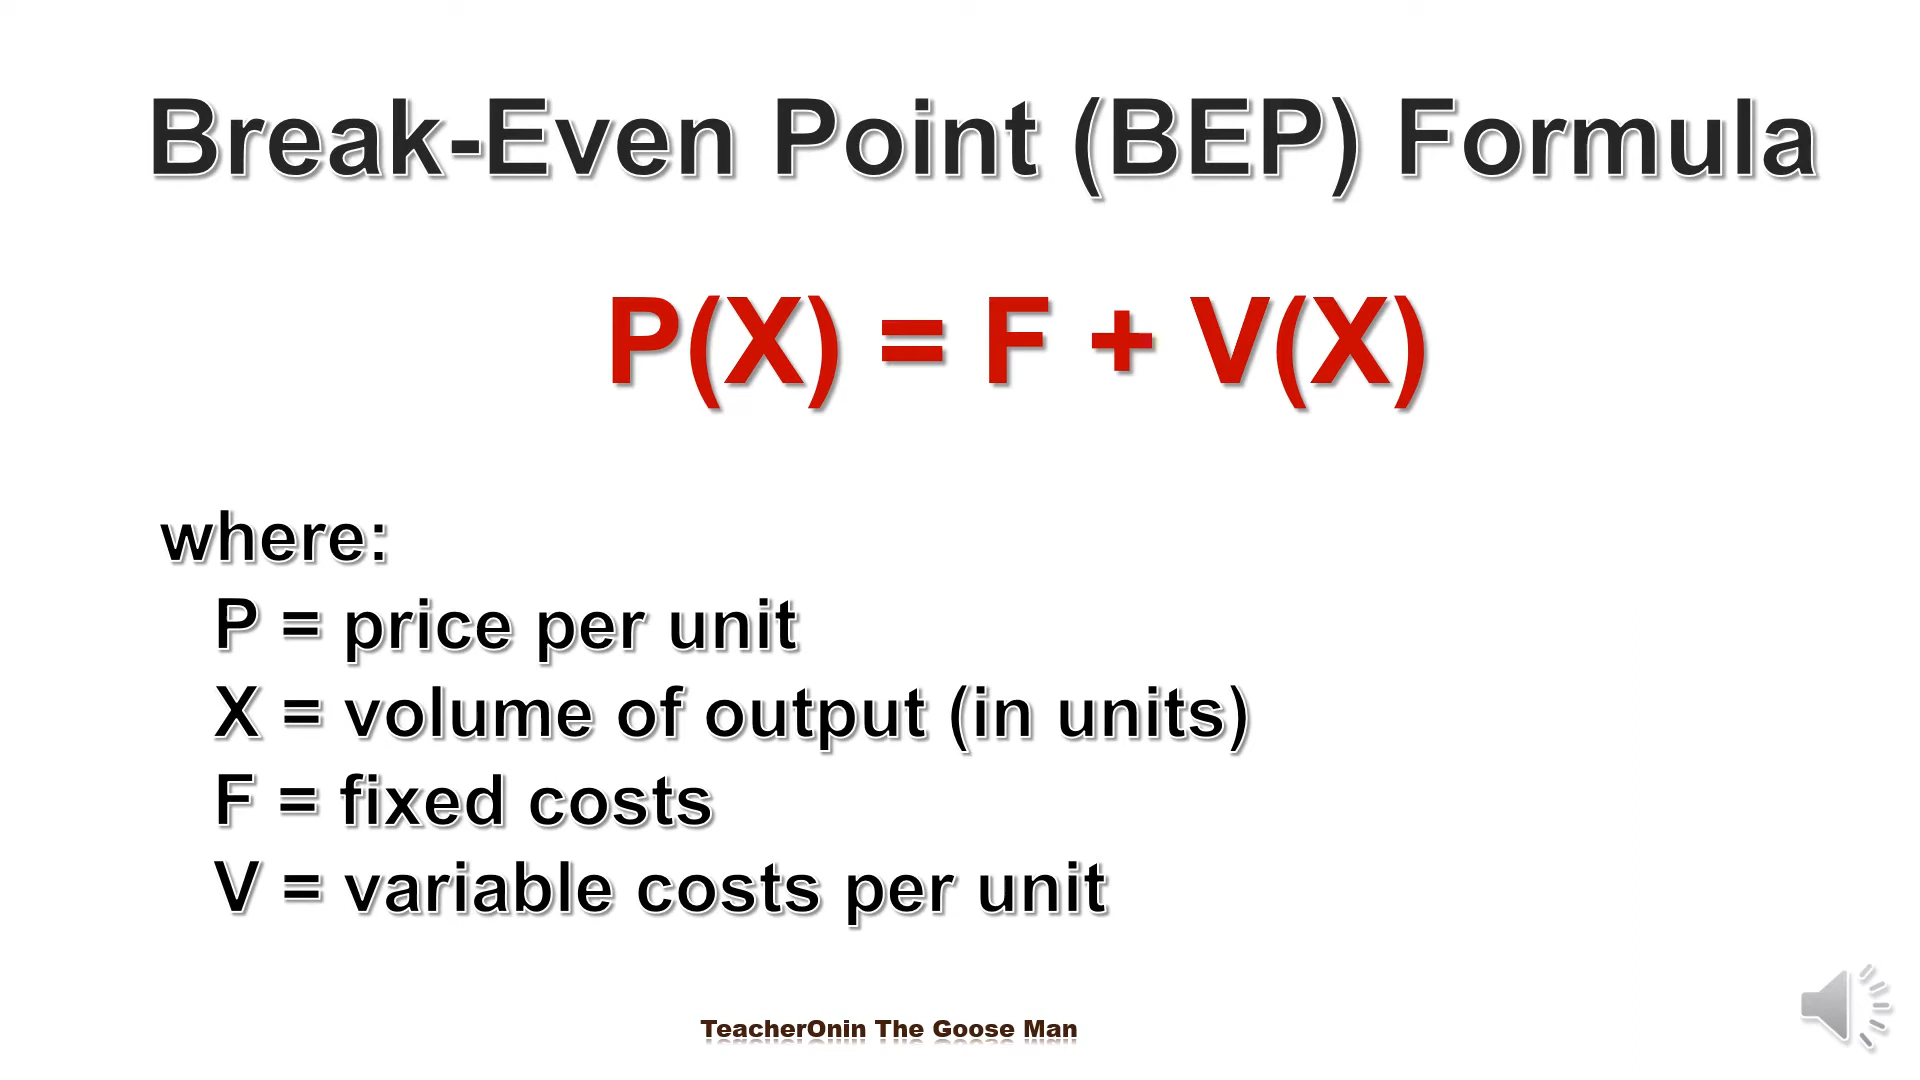 Break-Even Point (BEP) Formula
P(X) = F + V(X)
where:
P = price per unit
X = volume of output (in units)
F = fixed costs
V = variable costs per unit
TeacherOnin The Goose Man